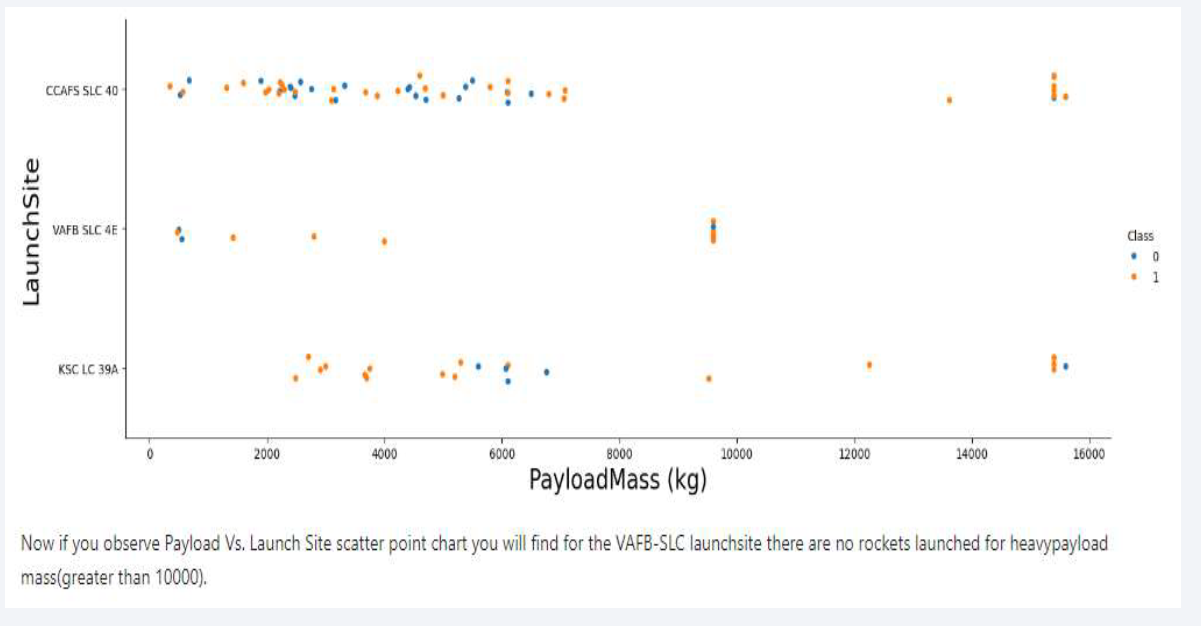 LaunchSite
CCAFS SLC 40
VAFB SLC 4E
KSC LC 39A
0 2000 4000 6000 8000 10000 12000 14000 16000
PayloadMass (kg)
Class
0
1
Now if you observe Payload Vs. Launch Site scatter point chart you will find for the VAFB-SLC launchsite there are no rockets launched for heavypayload
mass(greater than 10000).